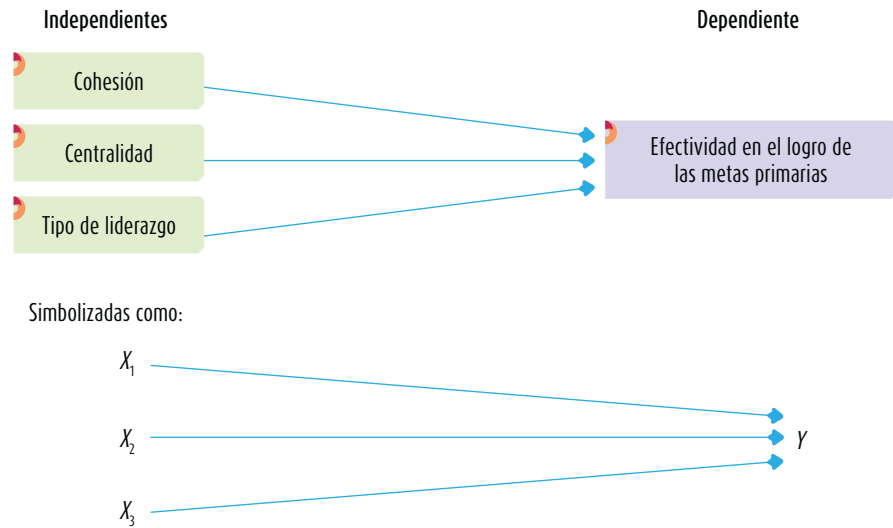 Independientes
Dependiente
Cohesión
Centralidad
Tipo de liderazgo
Efectividad en el logro de
las metas primarias
Simbolizadas como:
X₁
X₂
X₃
Y